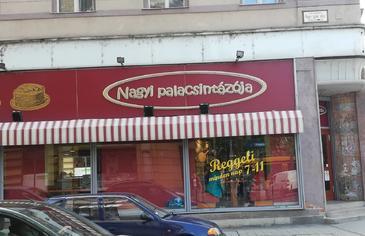 Nagyi palacsintázója
Reggeli
minden nap 7-11